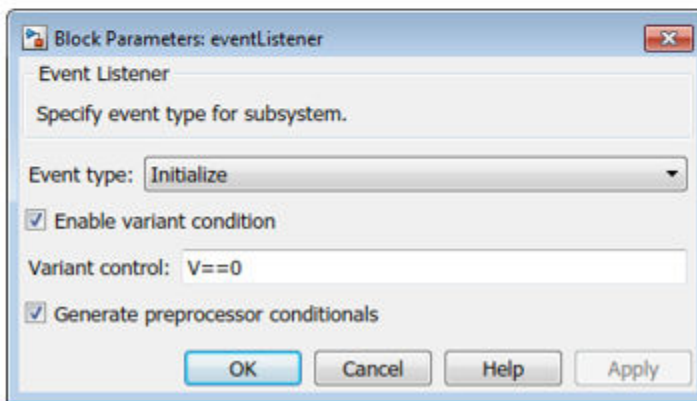 Block Parameters: eventListener
Event Listener
Specify event type for subsystem.
Event type: Initialize
Enable variant condition
Variant control: V==0
Generate preprocessor conditionals
OK Cancel Help Apply